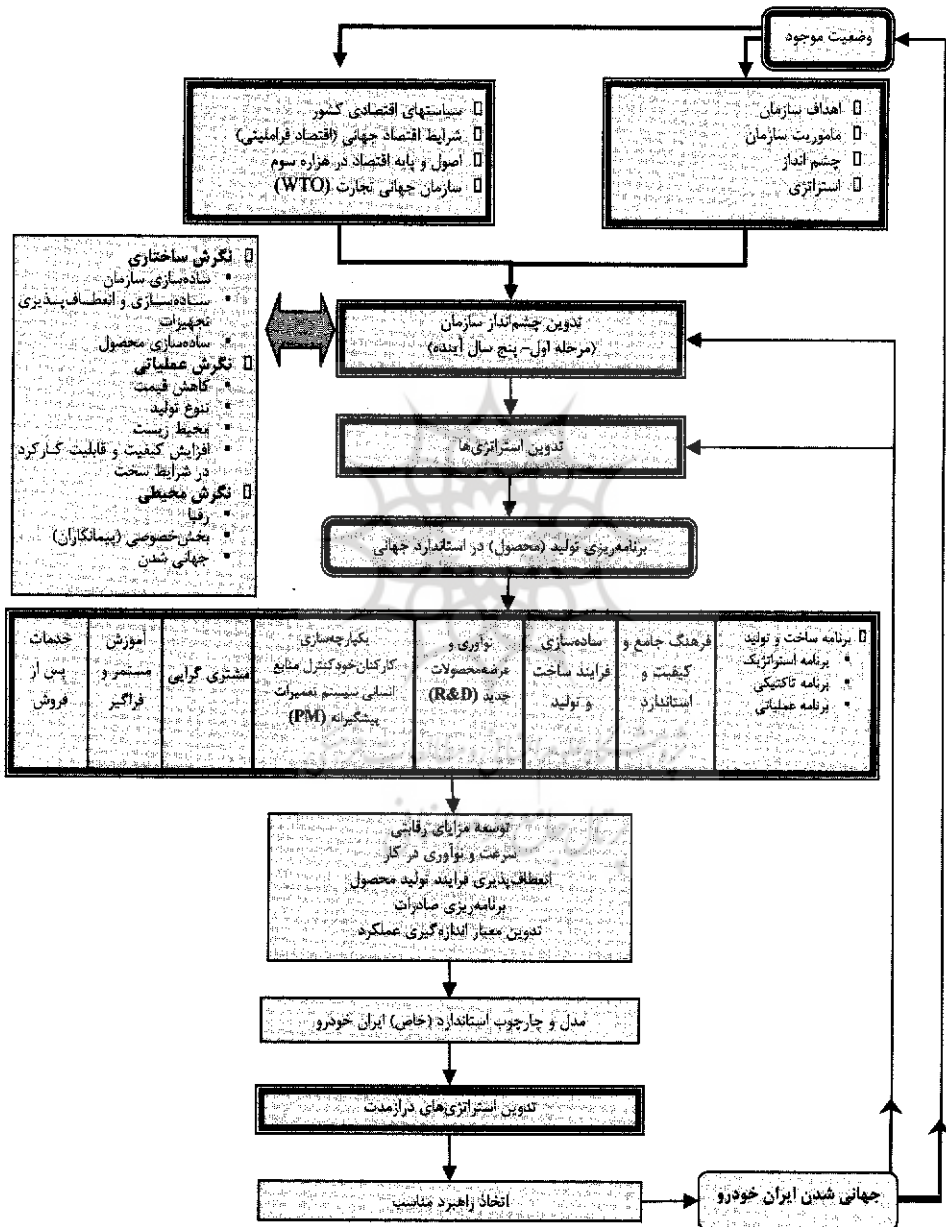 وضعیت موجود
اهداف سازمان
ماموریت سازمان
چشم انداز
استراتژی
سیاستهای اقتصادی کشور
شرایط اقتصاد جهانی (اقتصاد فراملیتی)
اصول و پایه اقتصاد در هزاره سوم
سازمان جهانی تجارت (WTO)
نگرش ساختاری
ساده‌سازی سازمان
ساده‌سازی و انعطاف‌پذیری
تجهیزات
ساده‌سازی محصول
نگرش عملیاتی
کاهش قیمت
تنوع تولید
محیط زیست
افزایش کیفیت و قابلیت کارکرد
در شرایط سخت
نگرش محیطی
رقبا
بخش‌خصوصی (پیمانکاران)
جهانی شدن
تدوین چشم‌انداز سازمان
(مرحله اول- پنج سال آینده)
تدوین استراتژی‌ها
برنامه‌ریزی تولید (محصول) در استاندارد جهانی
برنامه ساخت و تولید
برنامه استراتژیک
برنامه تاکتیکی
برنامه عملیاتی
فرهنگ جامع و
کیفیت و
استاندارد
ساده‌سازی
فرایند ساخت
و تولید
نوآوری و
عرضه‌محصولات
جدید (R&D)
یکپارچه‌سازی
کارکنان‌خودکنترل منابع
انسانی سیستم تعمیرات
پیشگیرانه (PM)
مشتری گرایی
آموزش
مستمر و
فراگیر
خدمات
پس از
فروش
توسعه مزایای رقابتی
سرعت و نوآوری در کار
انعطاف‌پذیری فرایند تولید محصول
برنامه‌ریزی صادرات
تدوین معیار اندازه‌گیری عملکرد
مدل و چارچوب استاندارد (خاص) ایران خودرو
تدوین استراتژی‌های درازمدت
اتخاذ راهبرد مناسب
جهانی شدن ایران خودرو